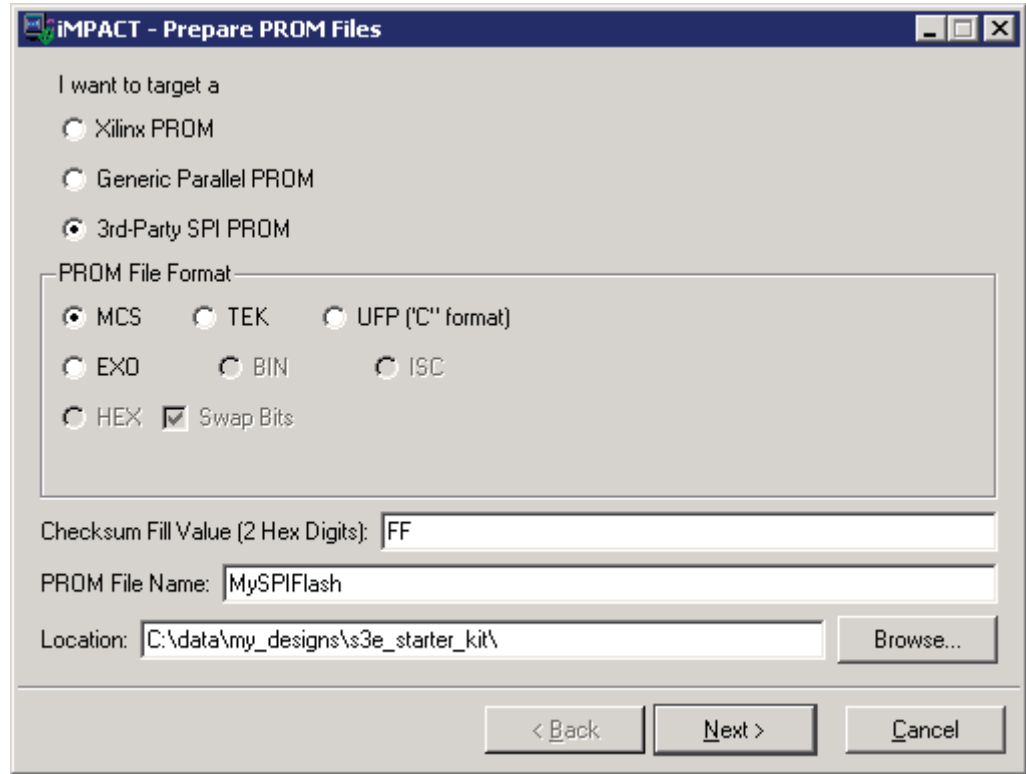 iMPACT - Prepare PROM Files
I want to target a
Xilinx PROM
Generic Parallel PROM
3rd-Party SPI PROM
PROM File Format
MCS TEK UFP ('C" format)
EXO BIN ISC
HEX Swap Bits
Checksum Fill Value (2 Hex Digits): FF
PROM File Name: MySPIFlash
Location: C:\data\my_designs\s3e_starter_kit\ Browse...
< Back Next > Cancel